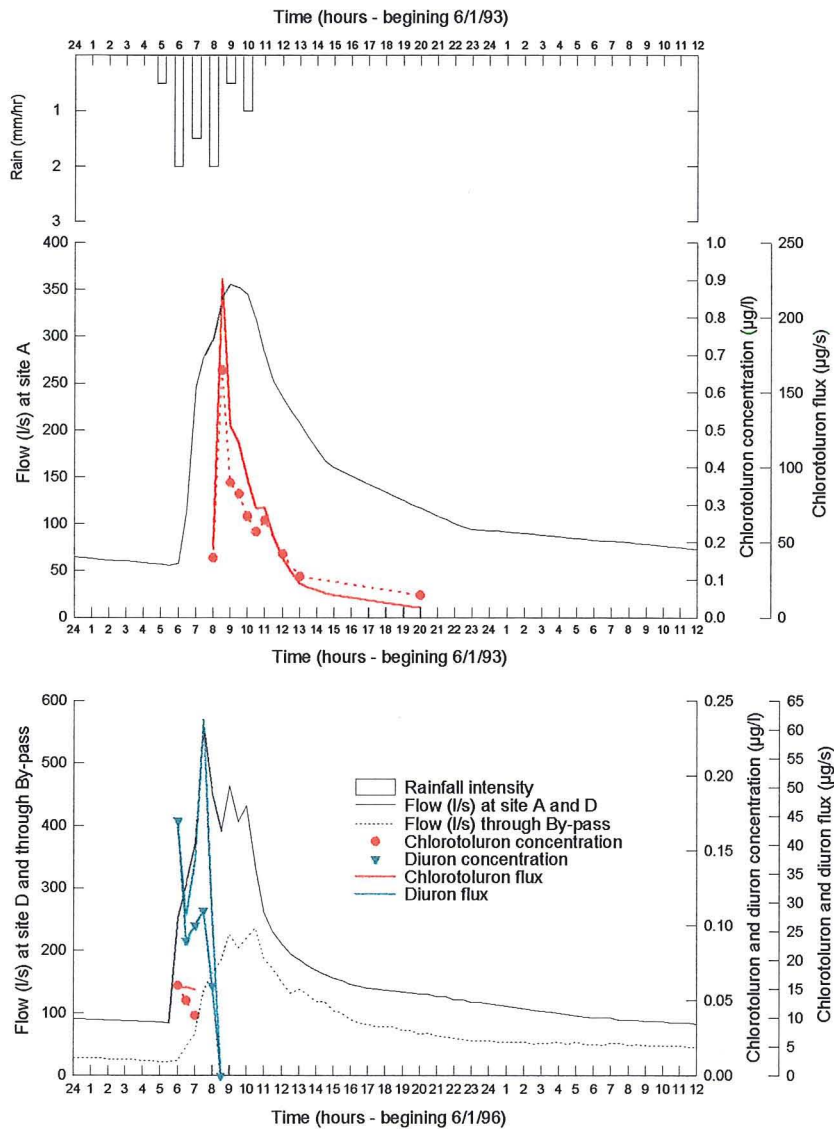 Time (hours - begining 6/1/93)
24 1 2 3 4 5 6 7 8 9 10 11 12 13 14 15 16 17 18 19 20 21 22 23 24 1 2 3 4 5 6 7 8 9 10 11 12
Rain (mm/hr)
1
2
3
Flow (l/s) at site A
400
350
300
250
200
150
100
50
0
1.0
0.9
0.8
0.7
0.6
0.5
0.4
0.3
0.2
0.1
0.0
Chlorotoluron concentration (µg/l)
250
200
150
100
50
0
Chlorotoluron flux (µg/s)
24 1 2 3 4 5 6 7 8 9 10 11 12 13 14 15 16 17 18 19 20 21 22 23 24 1 2 3 4 5 6 7 8 9 10 11 12
Time (hours - begining 6/1/93)
Flow (l/s) at site D and through By-pass
600
500
400
300
200
100
0
Rainfall intensity
Flow (l/s) at site A and D
Flow (l/s) through By-pass
Chlorotoluron concentration
Diuron concentration
Chlorotoluron flux
Diuron flux
0.25
0.20
0.15
0.10
0.05
0.00
Chlorotoluron and diuron concentration (µg/l)
65
60
55
50
45
40
35
30
25
20
15
10
5
0
Chlorotoluron and diuron flux (µg/s)
24 1 2 3 4 5 6 7 8 9 10 11 12 13 14 15 16 17 18 19 20 21 22 23 24 1 2 3 4 5 6 7 8 9 10 11 12
Time (hours - begining 6/1/96)